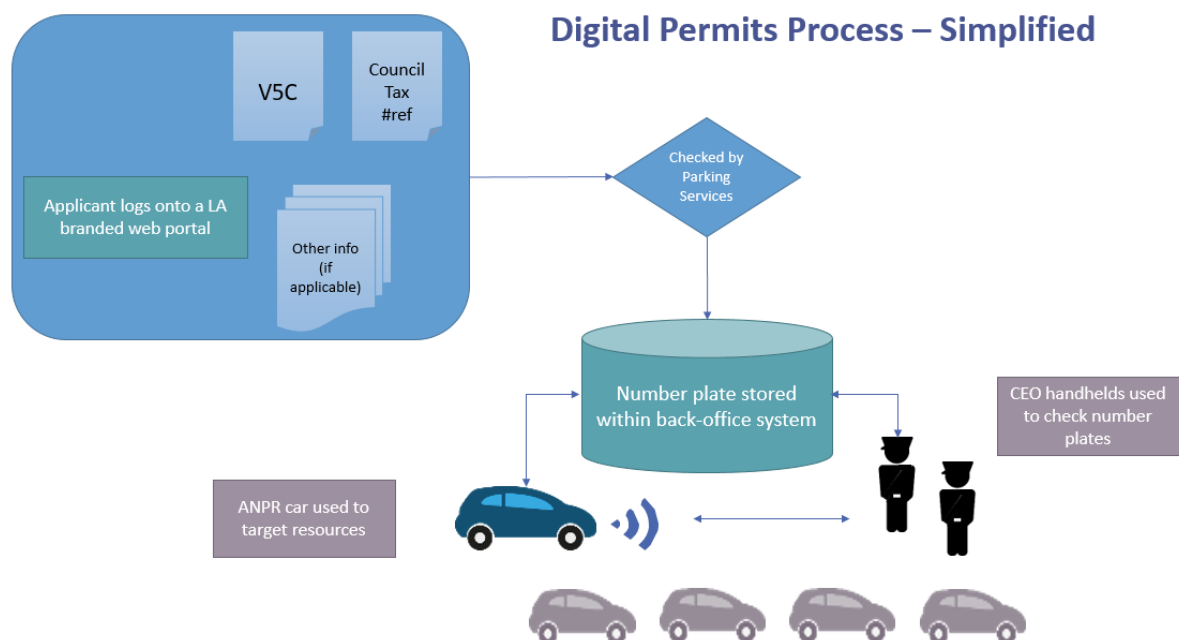 Digital Permits Process – Simplified
V5C
Council
Tax
#ref
Applicant logs onto a LA
branded web portal
Other info
(if
applicable)
Checked by
Parking
Services
Number plate stored
within back-office system
CEO handhelds used
to check number
plates
ANPR car used to
target resources